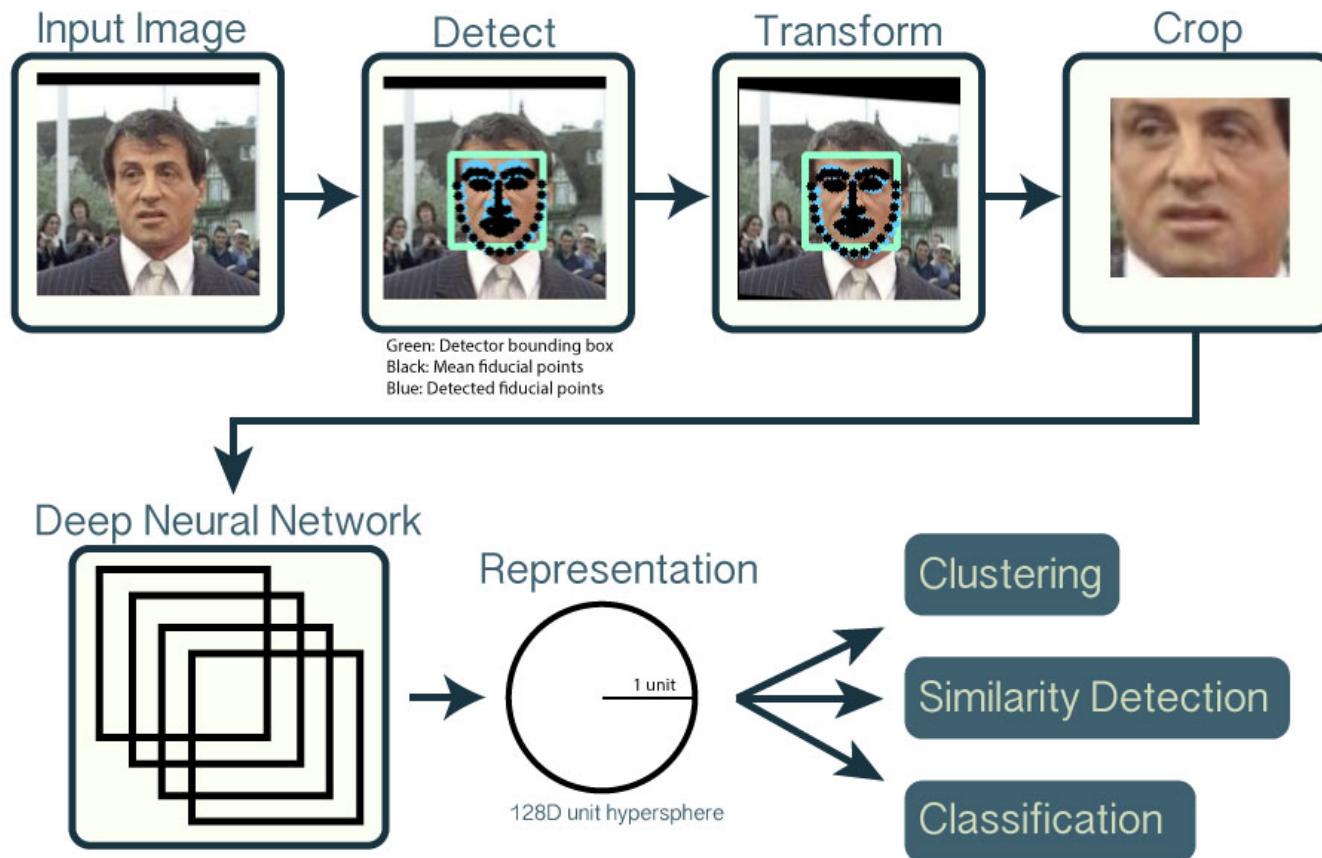 Input Image
Detect
Transform
Crop
Green: Detector bounding box
Black: Mean fiducial points
Blue: Detected fiducial points
Deep Neural Network
Representation
1 unit
128D unit hypersphere
Clustering
Similarity Detection
Classification